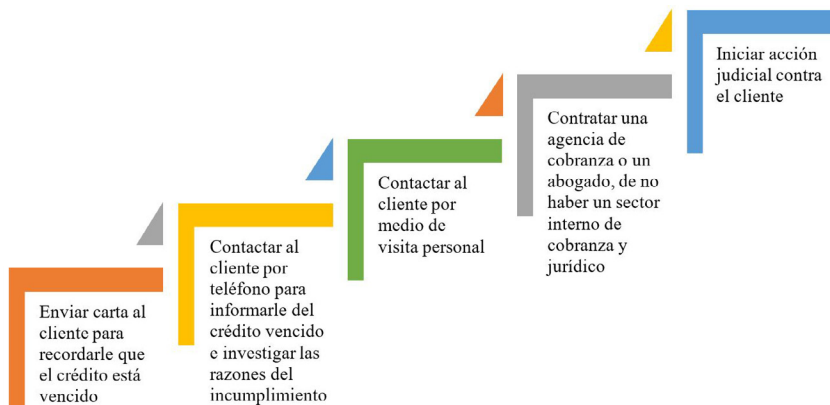 Enviar carta al
cliente para
recordarle que
el crédito está
vencido
Contactar al
cliente por
teléfono para
informarle del
crédito vencido
e investigar las
razones del
incumplimiento
Contactar al
cliente por
medio de
visita personal
Contratar una
agencia de
cobranza o un
abogado, de no
haber un sector
interno de
cobranza y
jurídico
Iniciar acción
judicial contra
el cliente